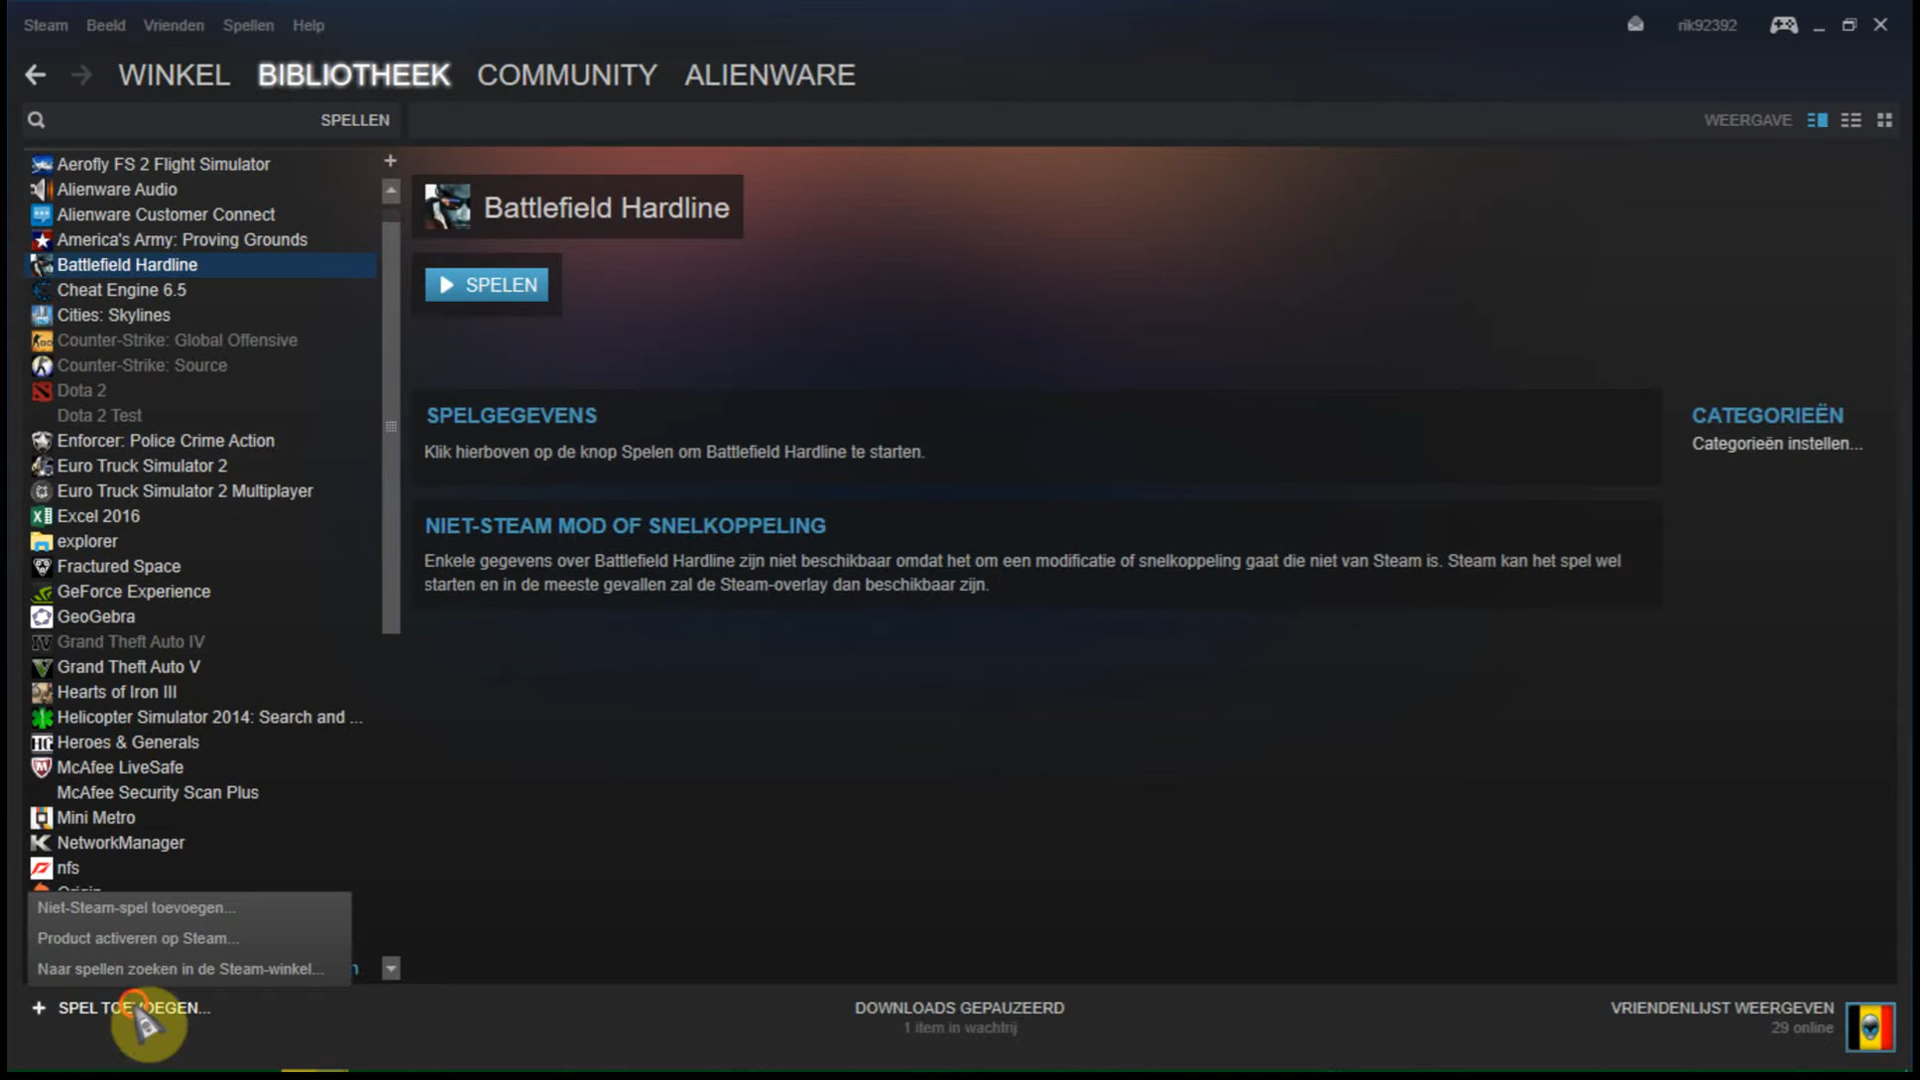 Steam Beeld Vrienden Spellen Help
rik92392
WINKEL BIBLIOTHEEK COMMUNITY ALIENWARE
SPELLEN
WEERGAVE
Aerofly FS 2 Flight Simulator
Alienware Audio
Alienware Customer Connect
America's Army: Proving Grounds
Battlefield Hardline
Cheat Engine 6.5
Cities: Skylines
Counter-Strike: Global Offensive
Counter-Strike: Source
Dota 2
Dota 2 Test
Enforcer: Police Crime Action
Euro Truck Simulator 2
Euro Truck Simulator 2 Multiplayer
Excel 2016
explorer
Fractured Space
GeForce Experience
GeoGebra
Grand Theft Auto IV
Grand Theft Auto V
Hearts of Iron III
Helicopter Simulator 2014: Search and ...
Heroes & Generals
McAfee LiveSafe
McAfee Security Scan Plus
Mini Metro
NetworkManager
nfs
Niet-Steam-spel toevoegen...
Product activeren op Steam...
Naar spellen zoeken in de Steam-winkel...
+ SPEL TOEVOEGEN...
Battlefield Hardline
SPELEN
SPELGEGEVENS
Klik hierboven op de knop Spelen om Battlefield Hardline te starten.
NIET-STEAM MOD OF SNELKOPPELING
Enkele gegevens over Battlefield Hardline zijn niet beschikbaar omdat het om een modificatie of snelkoppeling gaat die niet van Steam is. Steam kan het spel wel
starten en in de meeste gevallen zal de Steam-overlay dan beschikbaar zijn.
CATEGORIEËN
Categorieën instellen...
DOWNLOADS GEPAUZEERD
1 item in wachtrij
VRIENDENLIJST WEERGEVEN
29 online